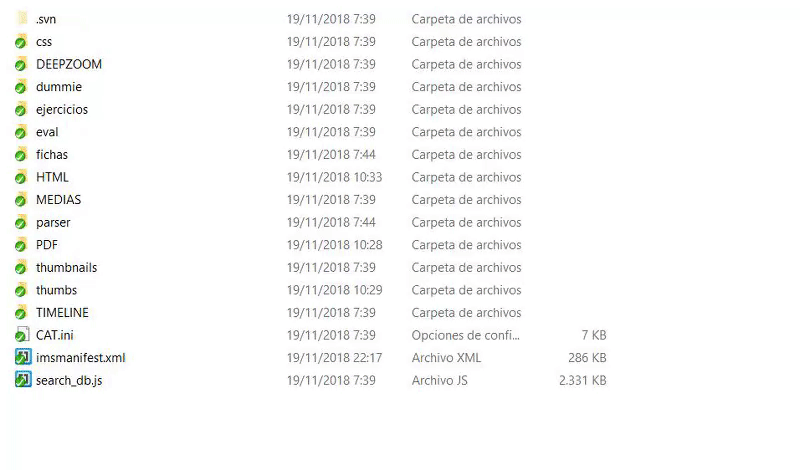 .svn 19/11/2018 7:39 Carpeta de archivos
css 19/11/2018 7:39 Carpeta de archivos
DEEPZOOM 19/11/2018 7:39 Carpeta de archivos
dummie 19/11/2018 7:39 Carpeta de archivos
ejercicios 19/11/2018 7:39 Carpeta de archivos
eval 19/11/2018 7:39 Carpeta de archivos
fichas 19/11/2018 7:44 Carpeta de archivos
HTML 19/11/2018 10:33 Carpeta de archivos
MEDIAS 19/11/2018 7:39 Carpeta de archivos
parser 19/11/2018 7:44 Carpeta de archivos
PDF 19/11/2018 10:28 Carpeta de archivos
thumbnails 19/11/2018 7:39 Carpeta de archivos
thumbs 19/11/2018 10:29 Carpeta de archivos
TIMELINE 19/11/2018 7:39 Carpeta de archivos
CAT.ini 19/11/2018 7:39 Opciones de confi... 7 KB
imsmanifest.xml 19/11/2018 22:17 Archivo XML 286 KB
search_db.js 19/11/2018 7:39 Archivo JS 2.331 KB